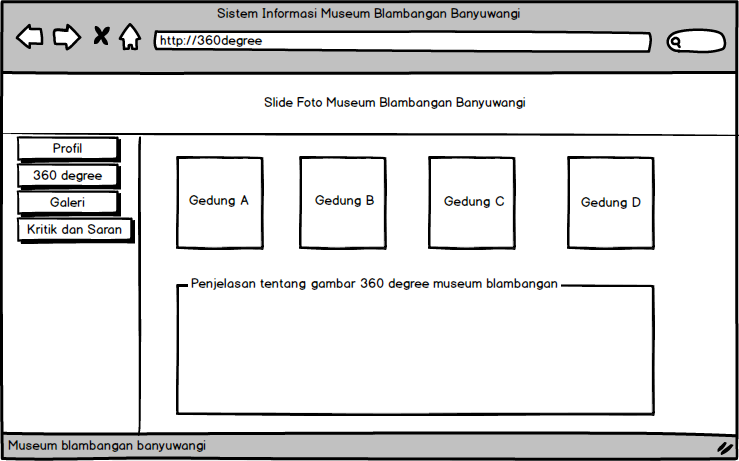 Sistem Informasi Museum Blambangan Banyuwangi
http://360degree
Slide Foto Museum Blambangan Banyuwangi
Profil
360 degree
Galeri
Kritik dan Saran
Gedung A
Gedung B
Gedung C
Gedung D
Penjelasan tentang gambar 360 degree museum blambangan
Museum blambangan banyuwangi